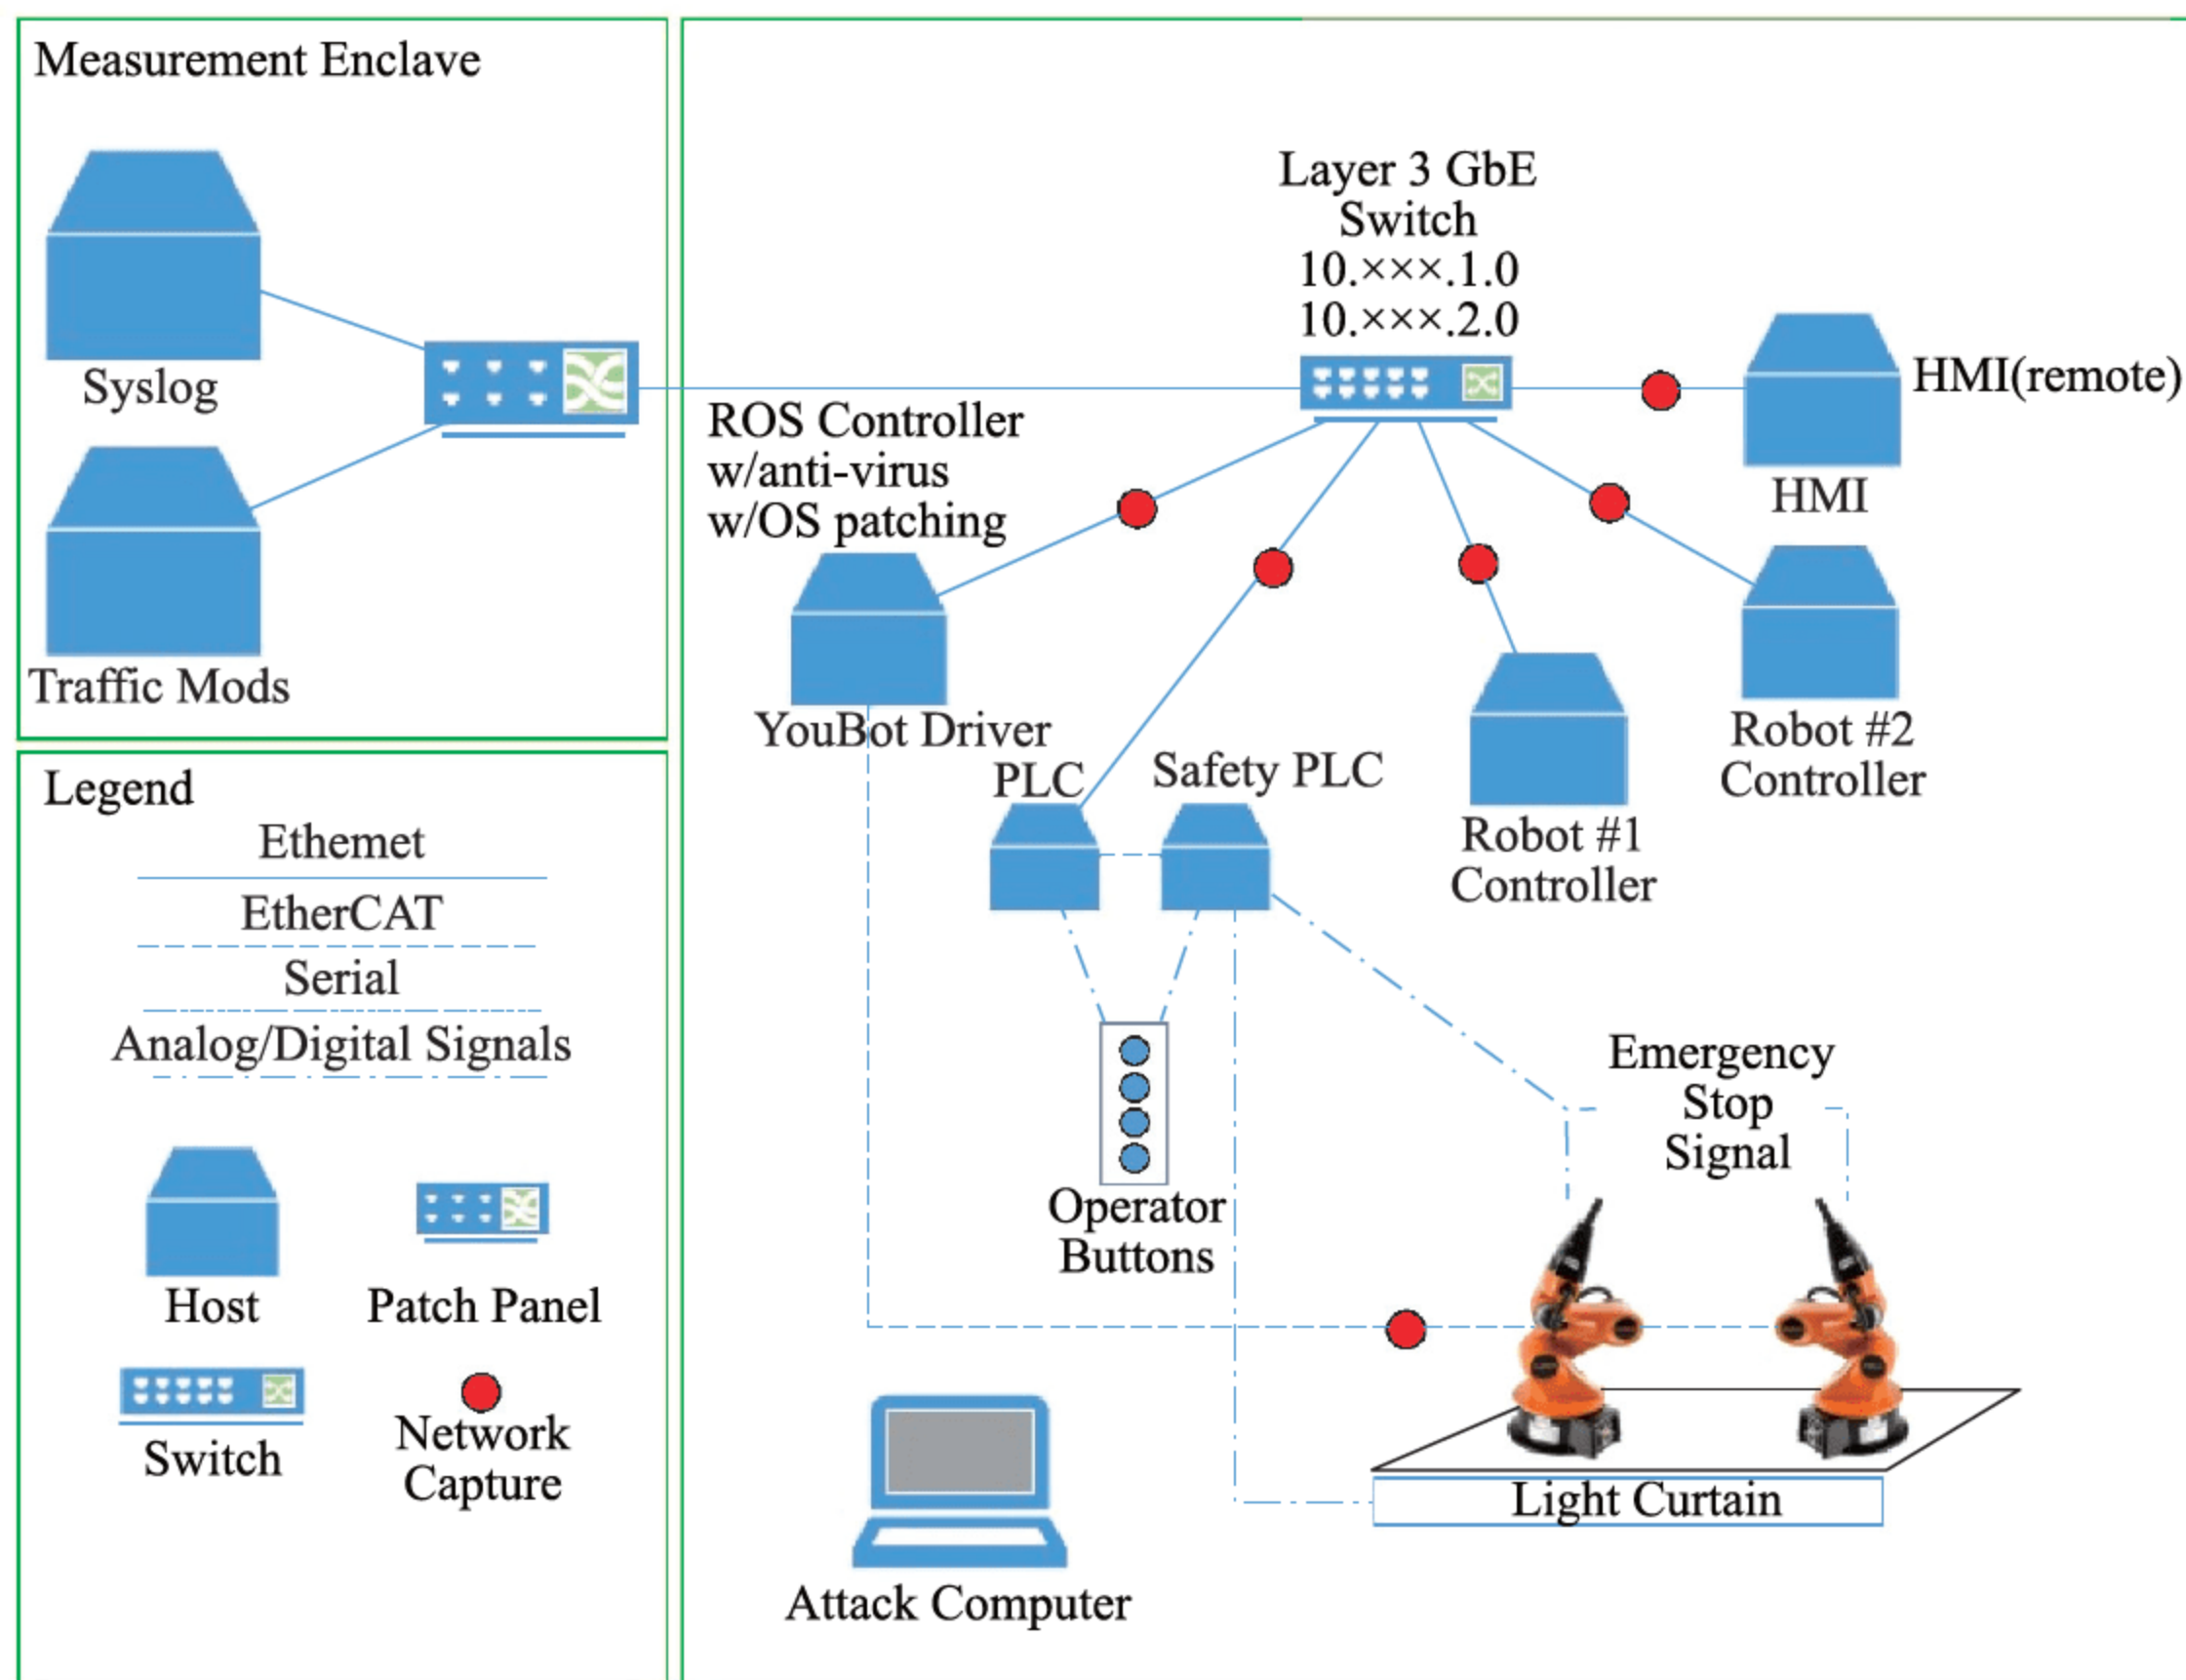 Measurement Enclave
Syslog
Traffic Mods
Legend
Ethemet
EtherCAT
Serial
Analog/Digital Signals
Host
Patch Panel
Switch
Network
Capture
Layer 3 GbE
Switch
10.×××.1.0
10.×××.2.0
HMI(remote)
HMI
ROS Controller
w/anti-virus
w/OS patching
YouBot Driver
PLC
Safety PLC
Robot #1
Controller
Robot #2
Controller
Operator
Buttons
Emergency
Stop
Signal
Light Curtain
Attack Computer